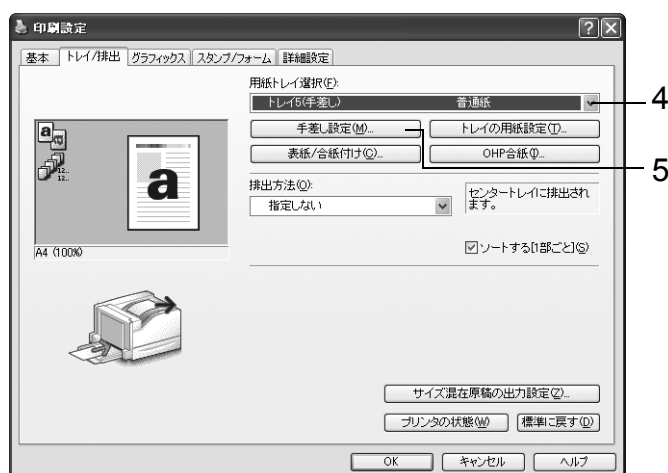 印刷設定
基本 トレイ/排出 グラフィックス スタンプ/フォーム 詳細設定
用紙トレイ選択(F):
トレイ5(手差し) 普通紙
4
手差し設定(M)... トレイの用紙設定(T)...
5
表紙/合紙付け(C)... OHP合紙(I)...
排出方法(O):
指定しない
センタートレイに排出され
ます。
A4 (100%)
ソートする[1部ごと](S)
サイズ混在原稿の出力設定(Z)...
プリンタの状態(W) 標準に戻す(D)
OK キャンセル ヘルプ
a
a
12..
12..